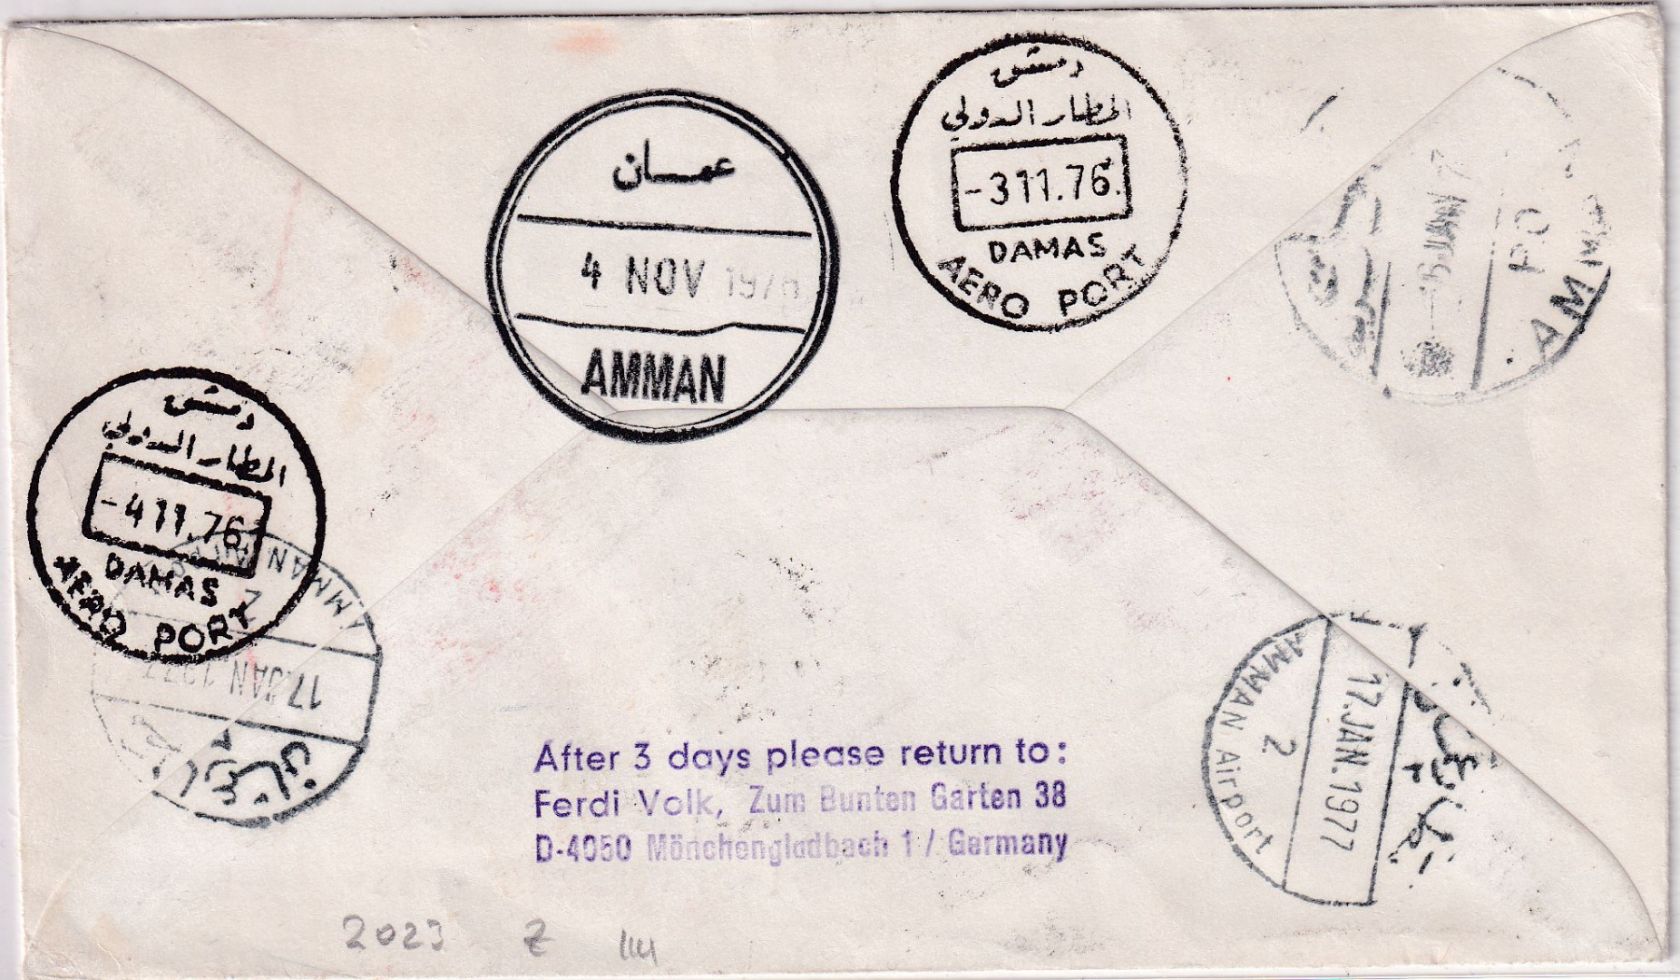 دمشق
المطار الدولي
-3 11.76.
DAMAS
AERO PORT
عمان
4 NOV 1976
AMMAN
P.O
AMM
دمشق
المطار الدولي
-4 11.76
DAMAS
AERO PORT
AMMAN
2
17.JAN.1977
AMMAN Airport
2
17.JAN.1977
After 3 days please return to:
Ferdi Volk, Zum Bunten Garten 38
D-4050 Mönchengladbach 1 / Germany
2023 Z